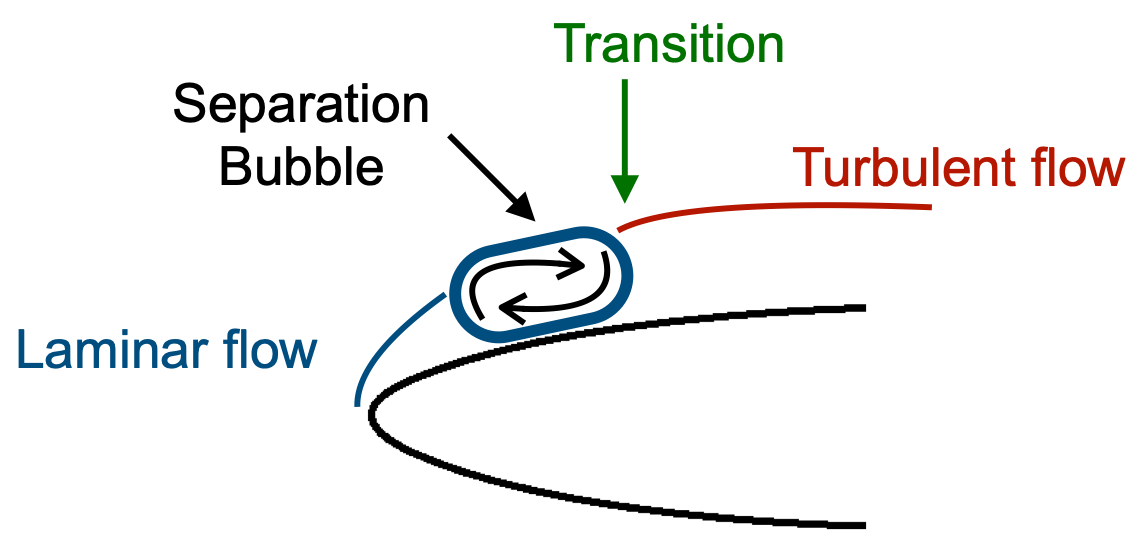 Transition
Separation
Bubble
Turbulent flow
Laminar flow